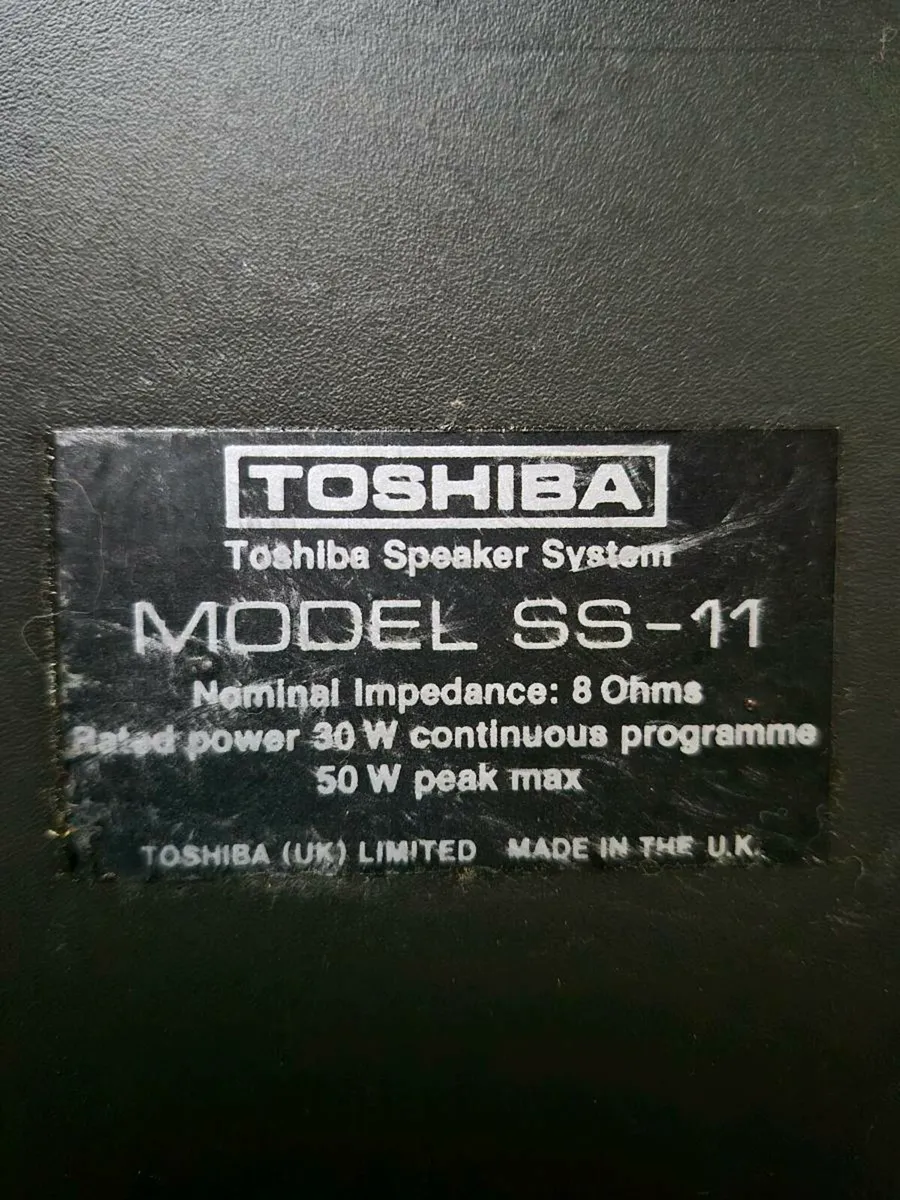 TOSHIBA
Toshiba Speaker System
MODEL SS-11
Nominal Impedance: 8 Ohms
Rated power 30 W continuous programme
50 W peak max
TOSHIBA (UK) LIMITED MADE IN THE U.K.